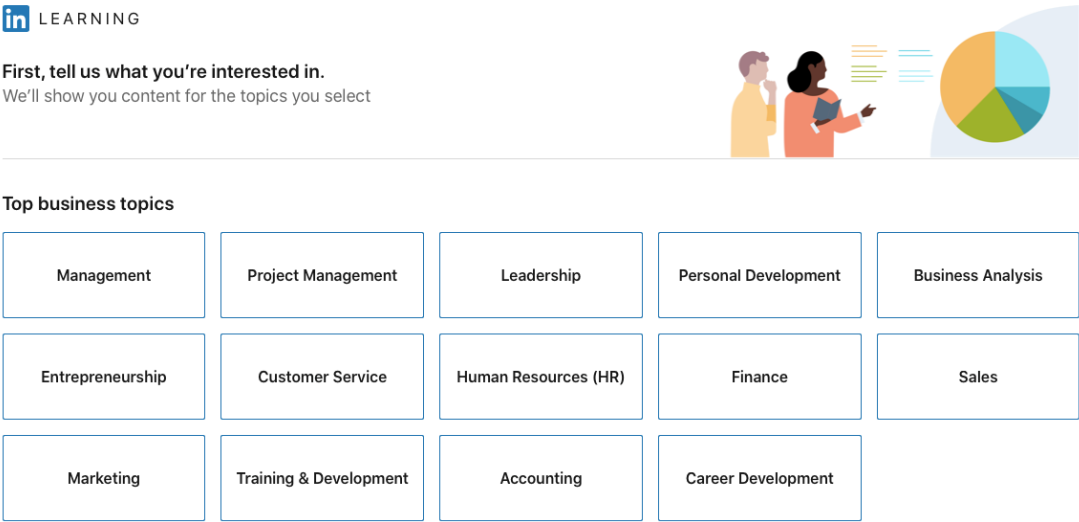 in LEARNING
First, tell us what you’re interested in.
We’ll show you content for the topics you select
Top business topics
Management
Project Management
Leadership
Personal Development
Business Analysis
Entrepreneurship
Customer Service
Human Resources (HR)
Finance
Sales
Marketing
Training & Development
Accounting
Career Development